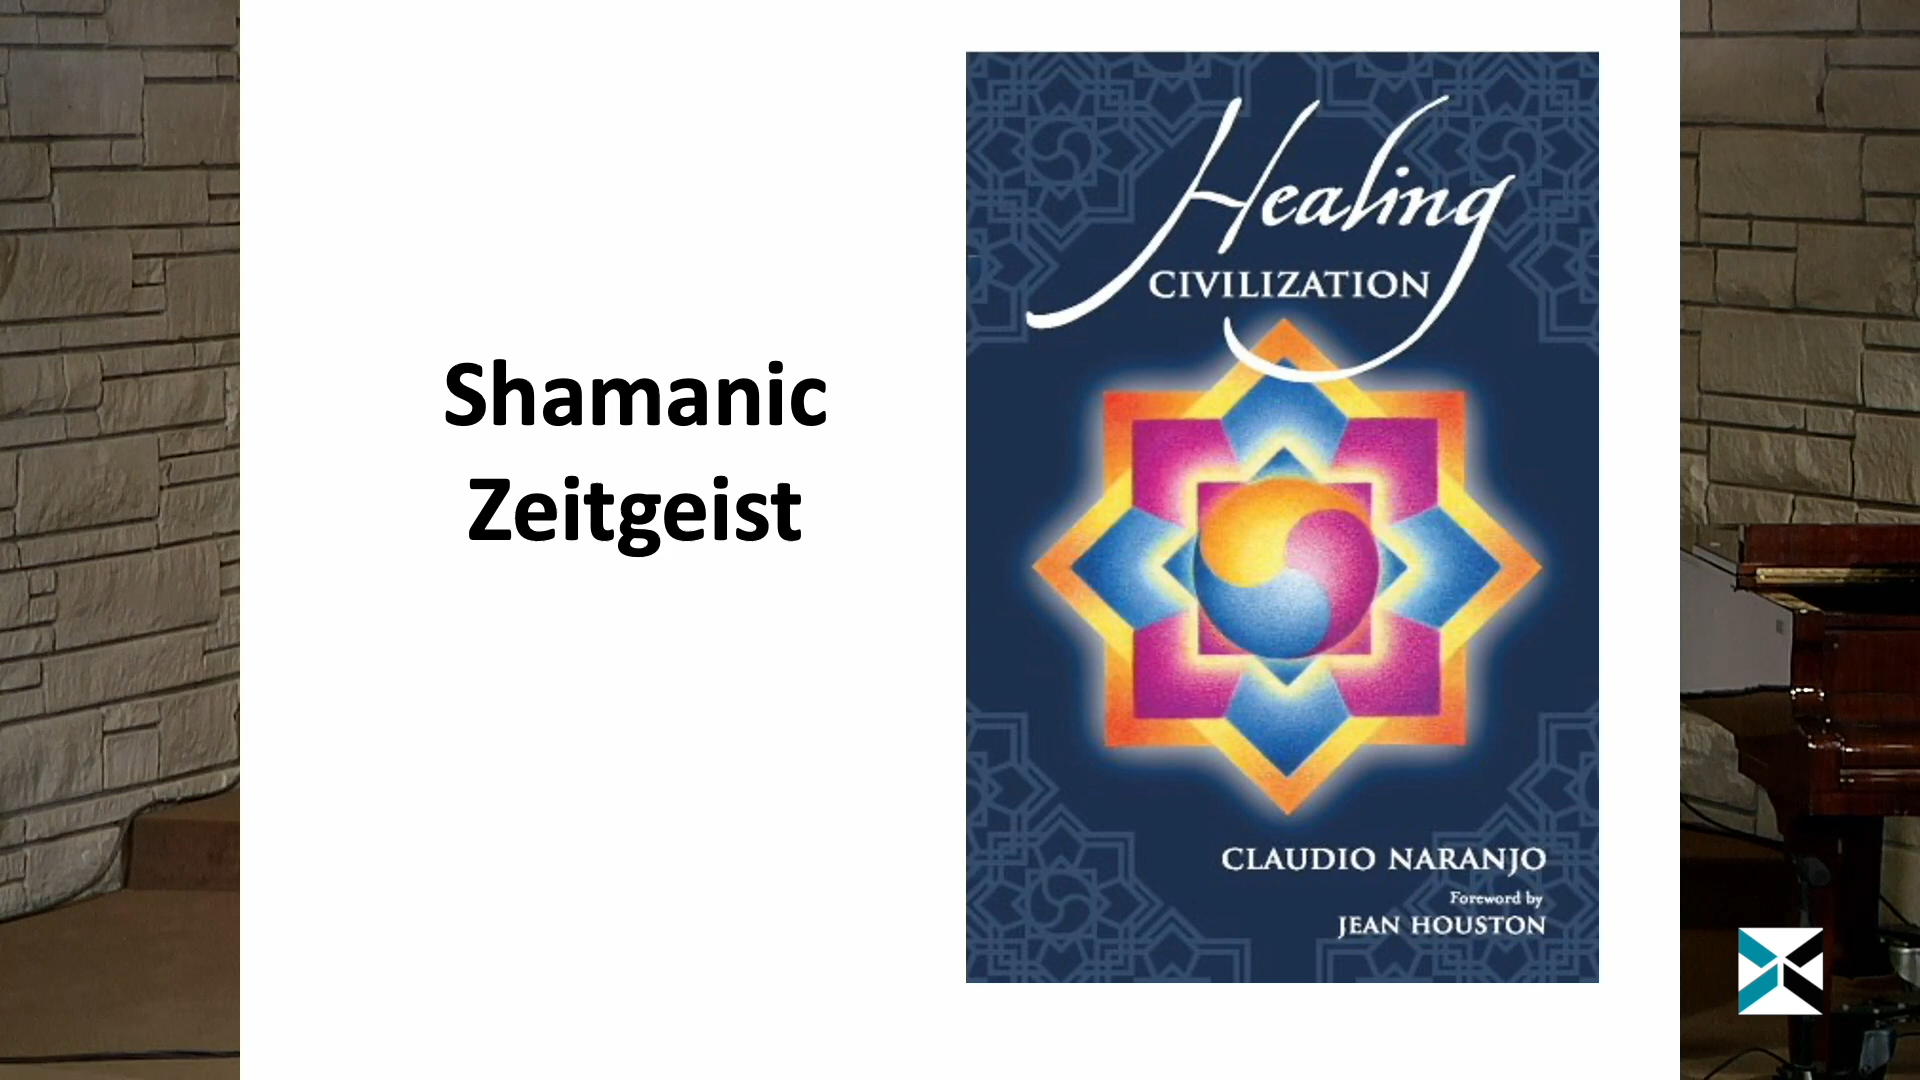 Shamanic
Zeitgeist
Healing
CIVILIZATION
CLAUDIO NARANJO
Foreword by
JEAN HOUSTON